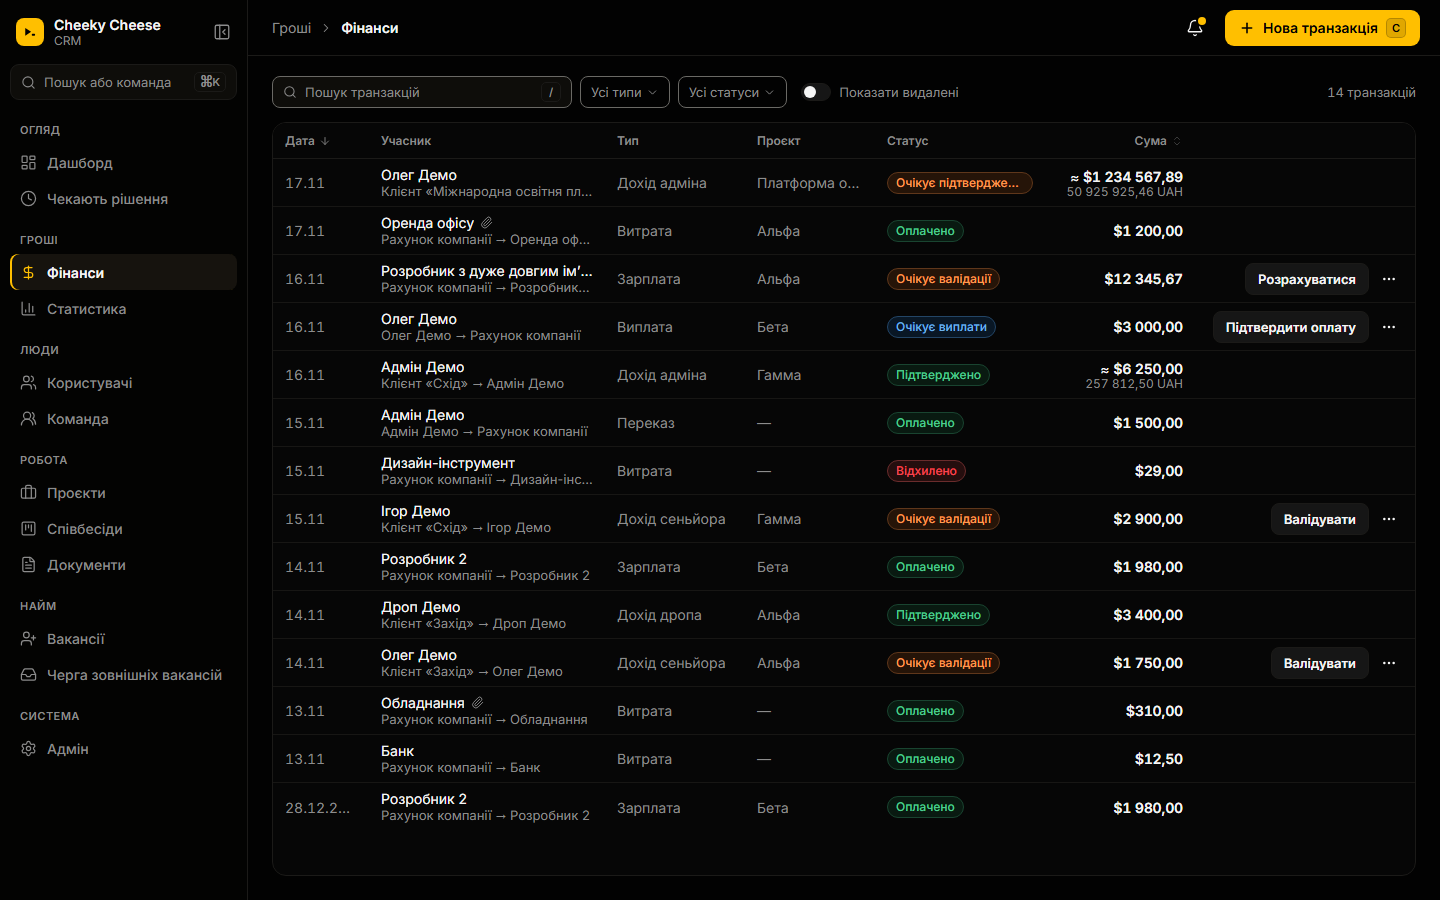 Cheeky Cheese
CRM
Пошук або команда ⌘K
ОГЛЯД
Дашборд
Чекають рішення
ГРОШІ
Фінанси
Статистика
ЛЮДИ
Користувачі
Команда
РОБОТА
Проєкти
Співбесіди
Документи
НАЙМ
Вакансії
Черга зовнішніх вакансій
СИСТЕМА
Адмін
Гроші > Фінанси
+ Нова транзакція C
Пошук транзакцій /
Усі типи
Усі статуси
Показати видалені
14 транзакцій
Дата ↓ Учасник Тип Проєкт Статус Сума
17.11 Олег Демо Дохід адміна Платформа о... Очікує підтвердже... ≈ $1 234 567,89
Клієнт «Міжнародна освітня пл... 50 925 925,46 UAH
17.11 Оренда офісу Витрата Альфа Оплачено $1 200,00
Рахунок компанії → Оренда оф...
16.11 Розробник з дуже довгим ім’... Зарплата Альфа Очікує валідації $12 345,67 Розрахуватися ...
Рахунок компанії → Розробник...
16.11 Олег Демо Виплата Бета Очікує виплати $3 000,00 Підтвердити оплату ...
Олег Демо → Рахунок компанії
16.11 Адмін Демо Дохід адміна Гамма Підтверджено ≈ $6 250,00
Клієнт «Схід» → Адмін Демо 257 812,50 UAH
15.11 Адмін Демо Переказ — Оплачено $1 500,00
Адмін Демо → Рахунок компанії
15.11 Дизайн-інструмент Витрата — Відхилено $29,00
Рахунок компанії → Дизайн-інс...
15.11 Ігор Демо Дохід сеньйора Гамма Очікує валідації $2 900,00 Валідувати ...
Клієнт «Схід» → Ігор Демо
14.11 Розробник 2 Зарплата Бета Оплачено $1 980,00
Рахунок компанії → Розробник 2
14.11 Дроп Демо Дохід дропа Альфа Підтверджено $3 400,00
Клієнт «Захід» → Дроп Демо
14.11 Олег Демо Дохід сеньйора Альфа Очікує валідації $1 750,00 Валідувати ...
Клієнт «Захід» → Олег Демо
13.11 Обладнання Витрата — Оплачено $310,00
Рахунок компанії → Обладнання
13.11 Банк Витрата — Оплачено $12,50
Рахунок компанії → Банк
28.12.2... Розробник 2 Зарплата Бета Оплачено $1 980,00
Рахунок компанії → Розробник 2